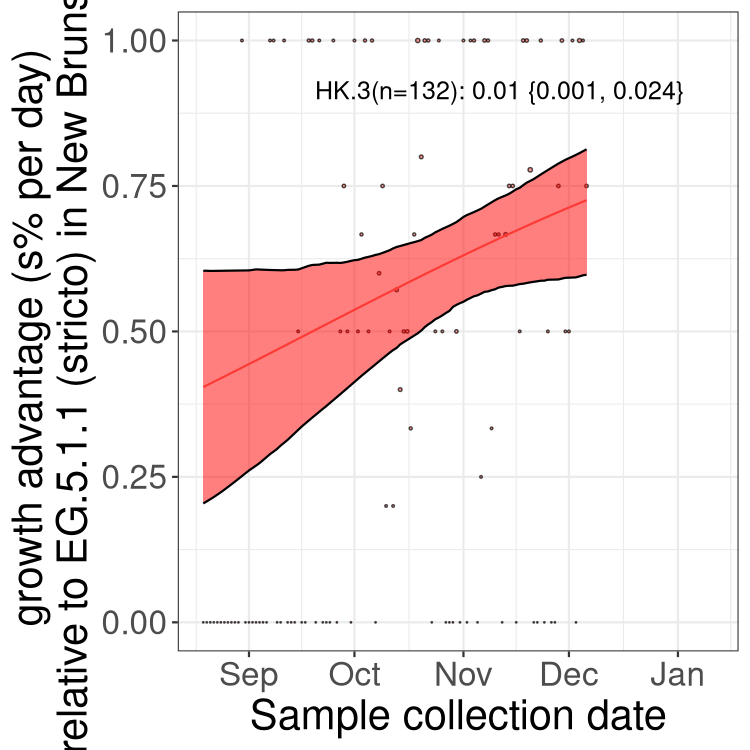 growth advantage (s% per day)
relative to EG.5.1.1 (stricto) in New Bruns
1.00
0.75
0.50
0.25
0.00
HK.3(n=132): 0.01 {0.001, 0.024}
Sep Oct Nov Dec Jan
Sample collection date